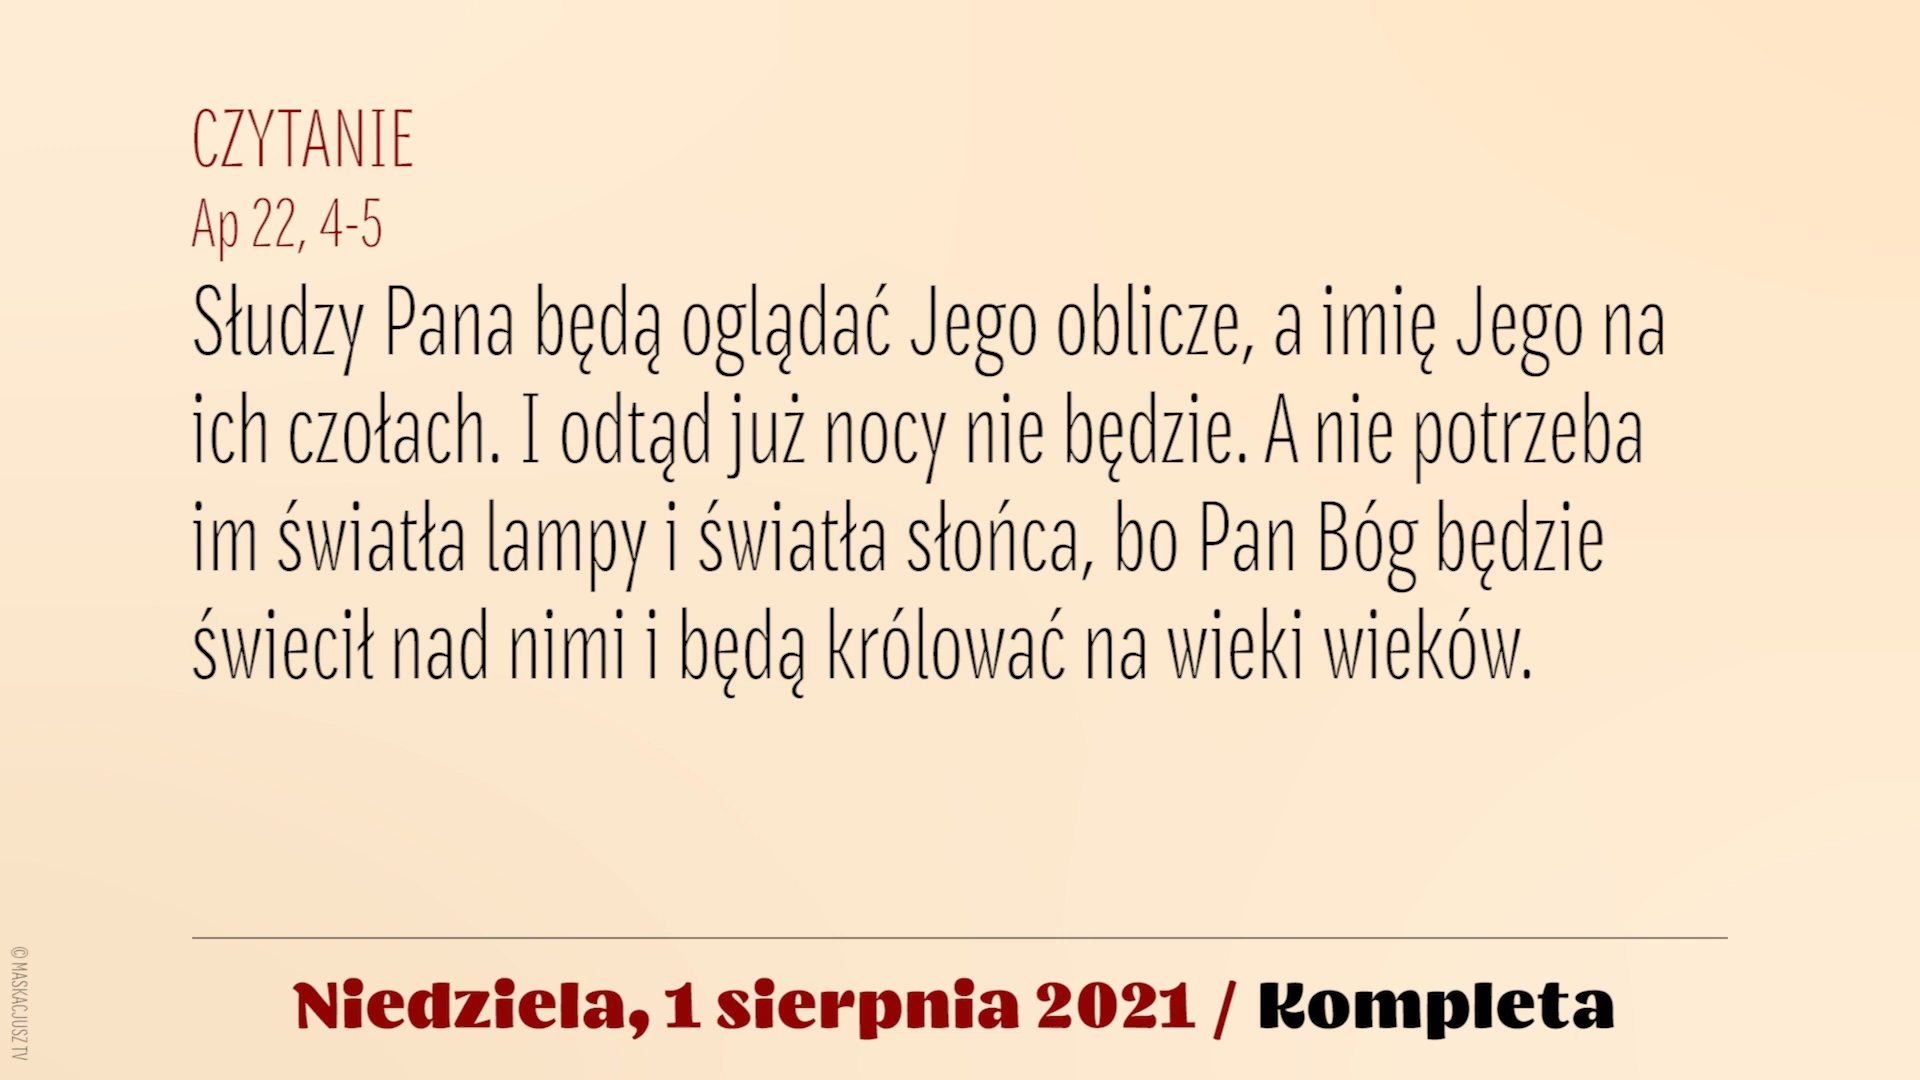 CZYTANIE
Ap 22, 4-5
Słudzy Pana będą oglądać Jego oblicze, a imię Jego na
ich czołach. I odtąd już nocy nie będzie. A nie potrzeba
im światła lampy i światła słońca, bo Pan Bóg będzie
świecił nad nimi i będą królować na wieki wieków.
Niedziela, 1 sierpnia 2021 / Kompleta
© MASKACJUSZ TV